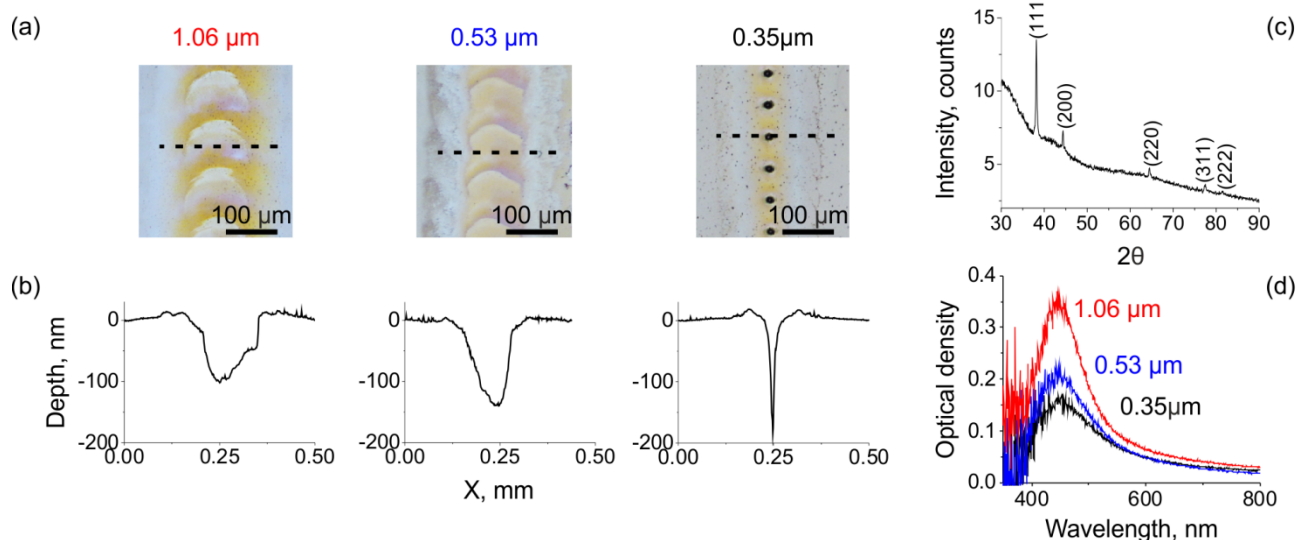 (a)
1.06 µm
0.53 µm
0.35µm
100 µm
100 µm
100 µm
(b)
Depth, nm
0
-100
-200
0.00 0.25 0.50
0
-100
-200
0.00 0.25 0.50
0
-100
-200
0.00 0.25 0.50
X, mm
(c)
Intensity, counts
15
10
5
(111
(200)
(220)
(311)
(222)
30 40 50 60 70 80 90
2θ
(d)
Optical density
0.4
0.3
0.2
0.1
0.0
1.06 µm
0.53 µm
0.35µm
400 600 800
Wavelength, nm